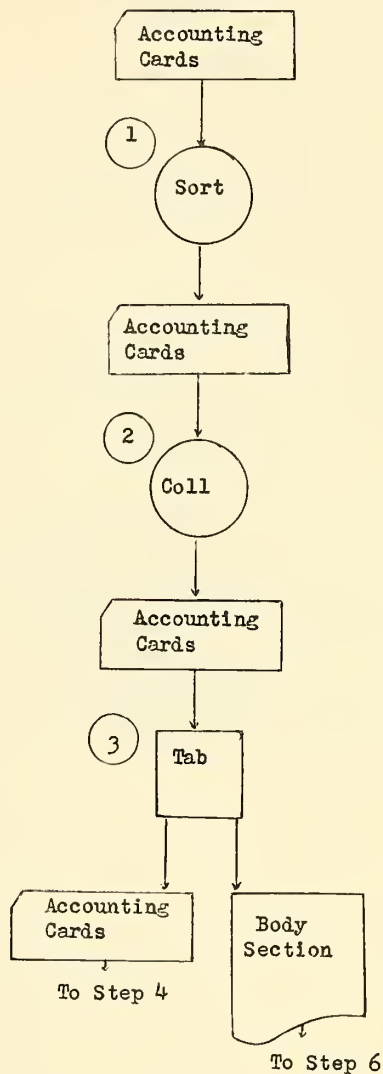 Accounting
Cards
1
Sort
Accounting
Cards
2
Coll
Accounting
Cards
3
Tab
Accounting
Cards
Body
Section
To Step 4
To Step 6